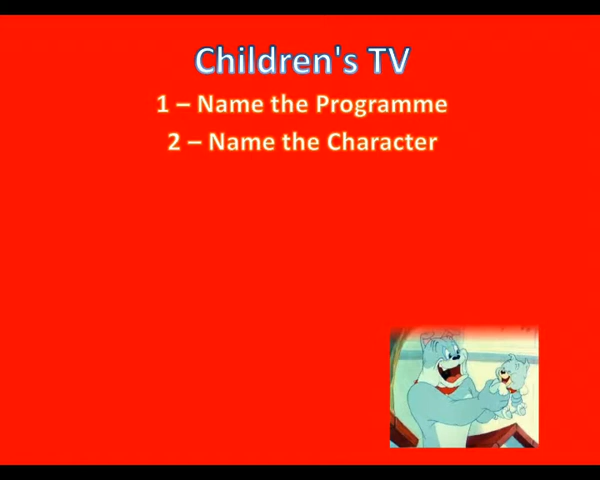 Children's TV
1 – Name the Programme
2 – Name the Character